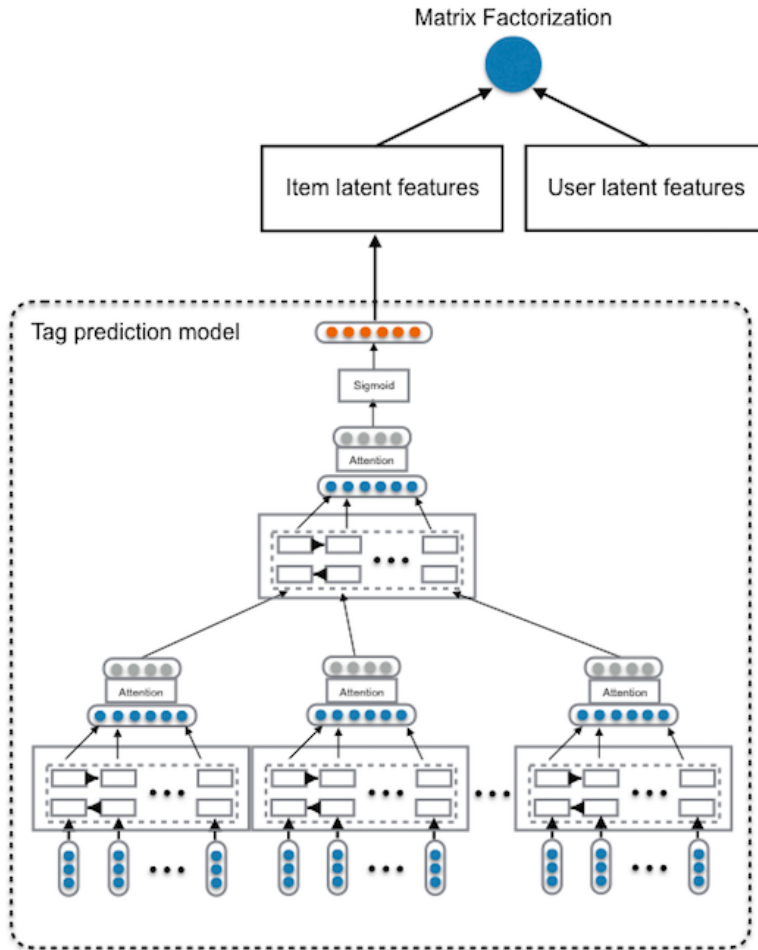 Matrix Factorization
Item latent features
User latent features
Tag prediction model
Sigmoid
Attention
Attention
Attention
Attention